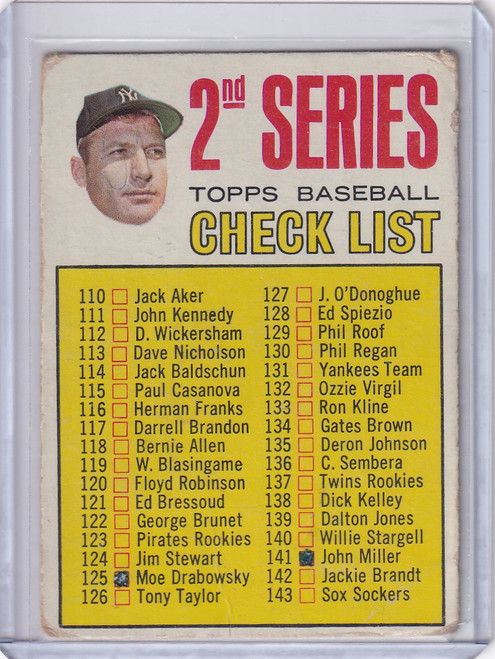 NY
2nd SERIES
TOPPS BASEBALL
CHECK LIST
110 Jack Aker
111 John Kennedy
112 D. Wickersham
113 Dave Nicholson
114 Jack Baldschun
115 Paul Casanova
116 Herman Franks
117 Darrell Brandon
118 Bernie Allen
119 W. Blasingame
120 Floyd Robinson
121 Ed Bressoud
122 George Brunet
123 Pirates Rookies
124 Jim Stewart
125 Moe Drabowsky
126 Tony Taylor
127 J. O'Donoghue
128 Ed Spiezio
129 Phil Roof
130 Phil Regan
131 Yankees Team
132 Ozzie Virgil
133 Ron Kline
134 Gates Brown
135 Deron Johnson
136 C. Sembera
137 Twins Rookies
138 Dick Kelley
139 Dalton Jones
140 Willie Stargell
141 John Miller
142 Jackie Brandt
143 Sox Sockers